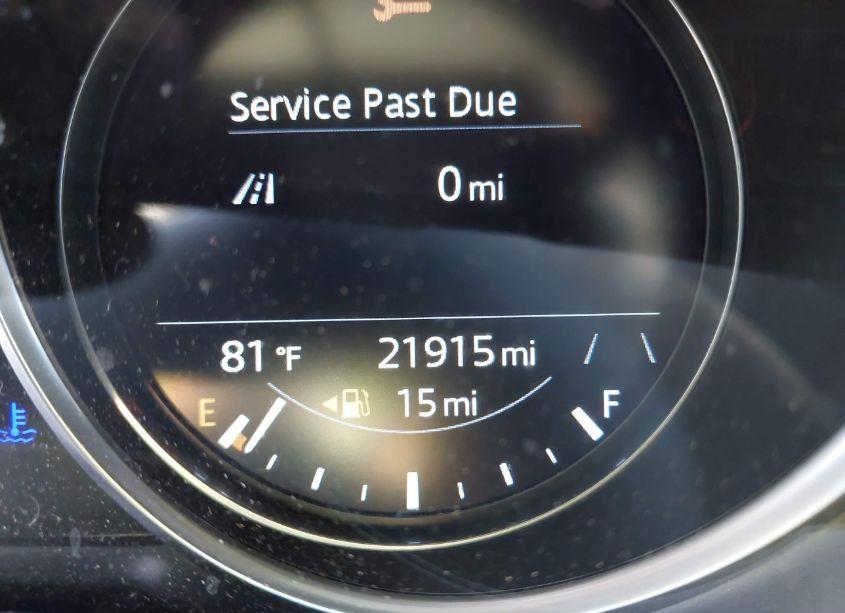 Service Past Due
0 mi
81 °F 21915 mi
E 15 mi F